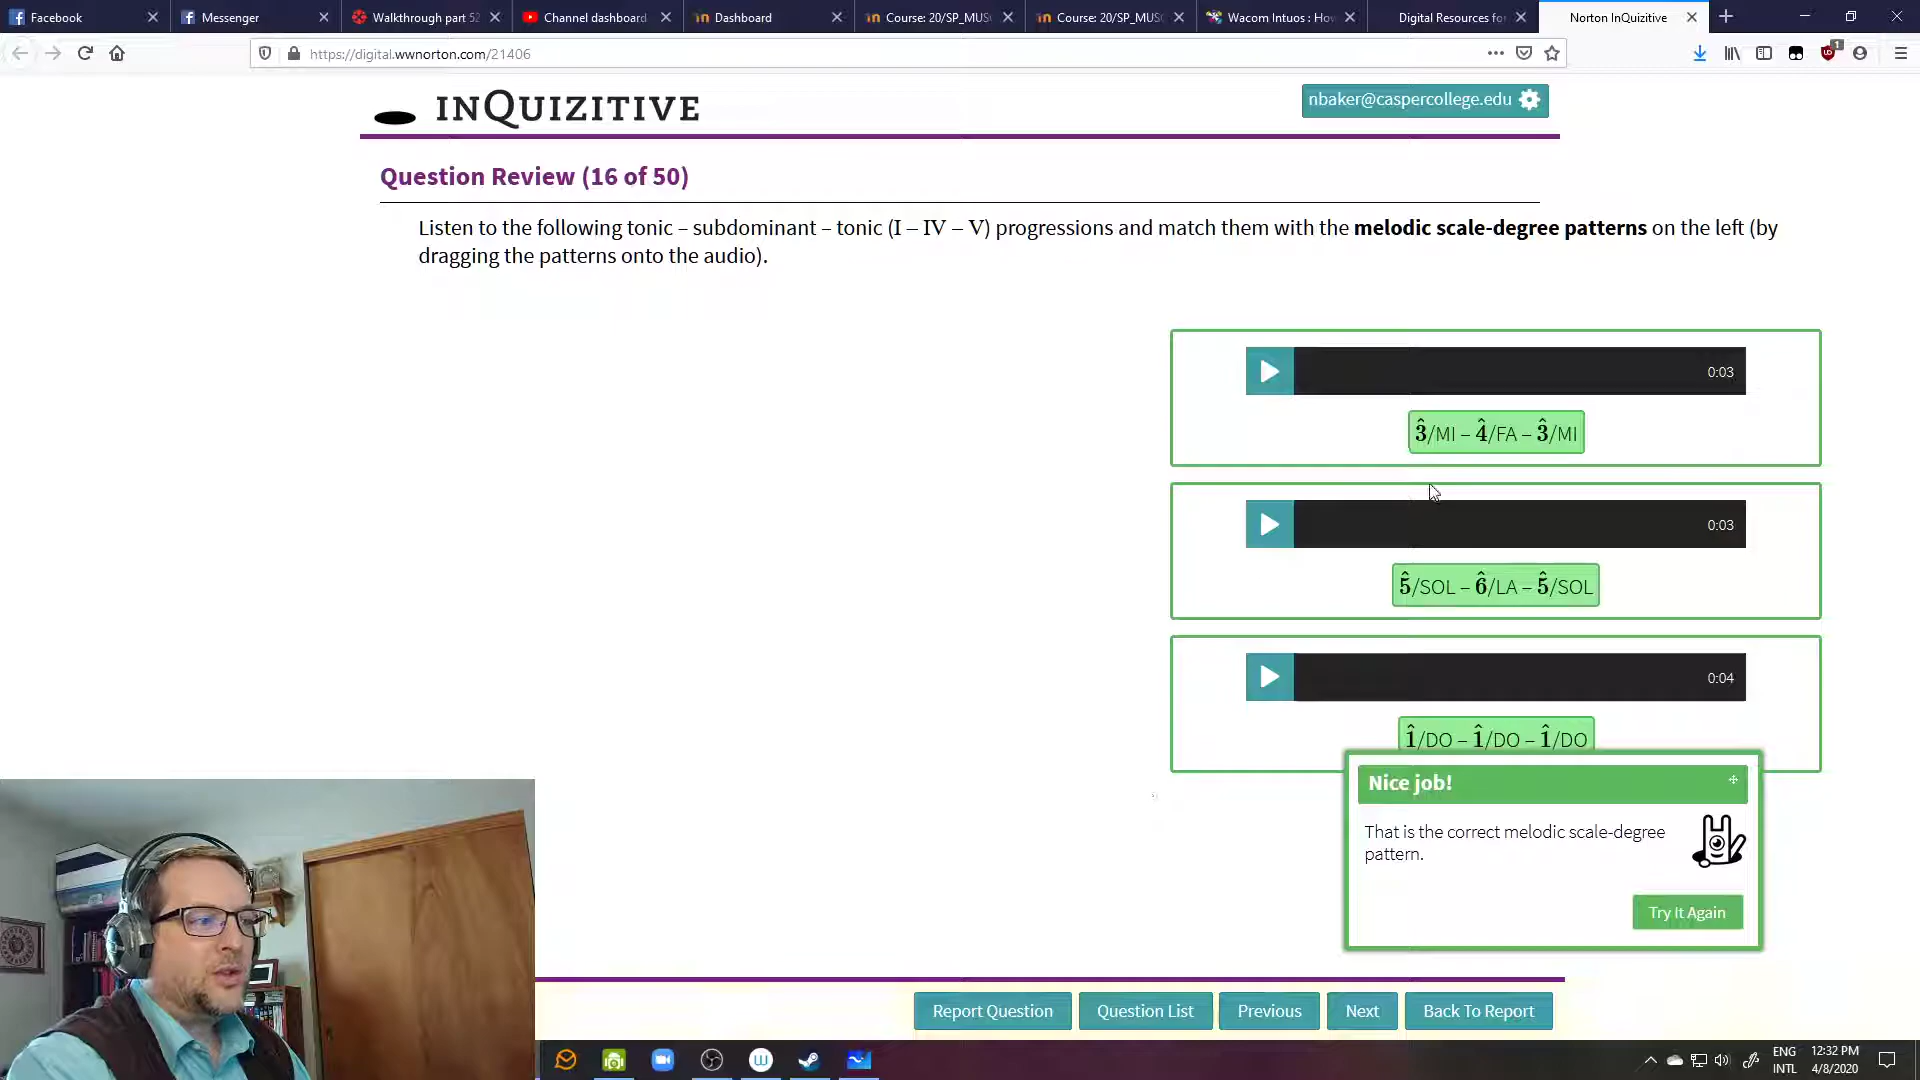 Facebook
Messenger
Walkthrough part 52
Channel dashboard
Dashboard
Course: 20/SP_MUS
Course: 20/SP_MUS
Wacom Intuos : Ho
Digital Resources fo
Norton InQuizitive
https://digital.wwnorton.com/21406
1
INQUIZITIVE
nbaker@caspercollege.edu
Question Review (16 of 50)
Listen to the following tonic – subdominant – tonic (I – IV – V) progressions and match them with the melodic scale-degree patterns on the left (by
dragging the patterns onto the audio).
0:03
3̂/MI – 4̂/FA – 3̂/MI
0:03
5̂/SOL – 6̂/LA – 5̂/SOL
0:04
1̂/DO – 1̂/DO – 1̂/DO
Nice job!
That is the correct melodic scale-degree
pattern.
Try It Again
Report Question
Question List
Previous
Next
Back To Report
ENG
INTL
12:32 PM
4/8/2020